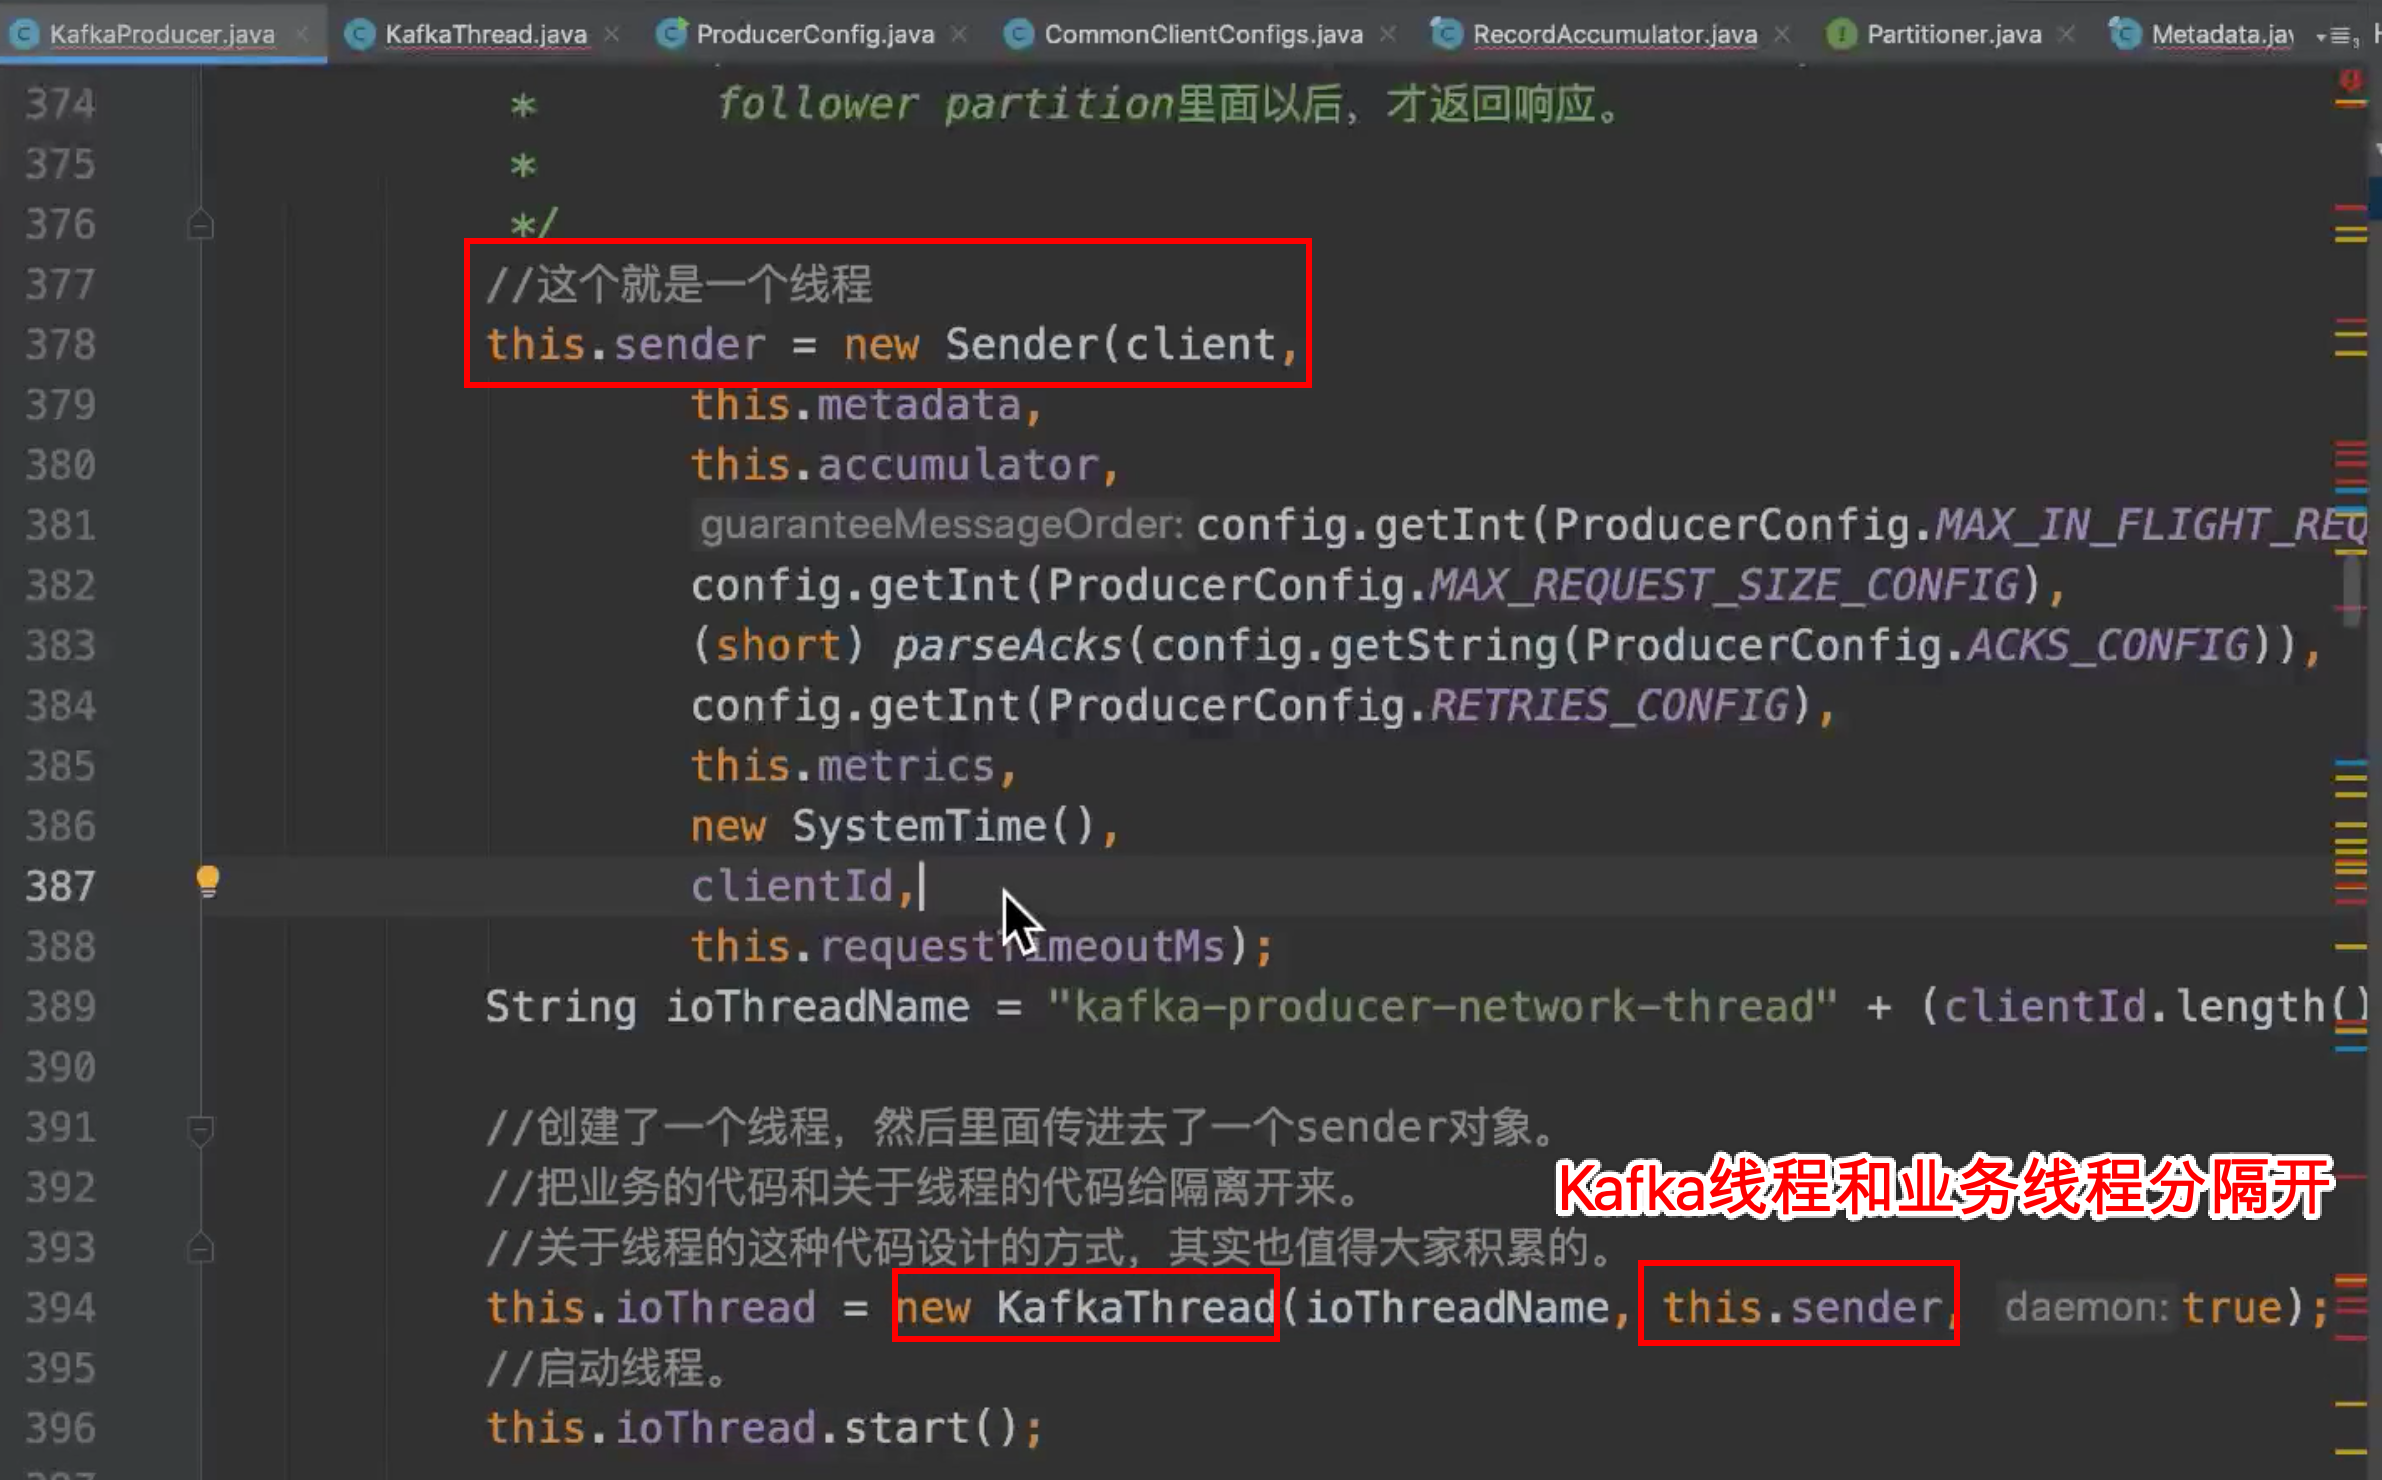 KafkaProducer.java KafkaThread.java ProducerConfig.java CommonClientConfigs.java RecordAccumulator.java Partitioner.java Metadata.jav
374 * follower partition里面以后，才返回响应。
375 *
376 */
377 //这个就是一个线程
378 this.sender = new Sender(client,
379 this.metadata,
380 this.accumulator,
381 guaranteeMessageOrder: config.getInt(ProducerConfig.MAX_IN_FLIGHT_REQ
382 config.getInt(ProducerConfig.MAX_REQUEST_SIZE_CONFIG),
383 (short) parseAcks(config.getString(ProducerConfig.ACKS_CONFIG)),
384 config.getInt(ProducerConfig.RETRIES_CONFIG),
385 this.metrics,
386 new SystemTime(),
387 clientId,
388 this.requestTimeoutMs);
389 String ioThreadName = "kafka-producer-network-thread" + (clientId.length()
390
391 //创建了一个线程，然后里面传进去了一个sender对象。
392 //把业务的代码和关于线程的代码给隔离开来。
Kafka线程和业务线程分隔开
393 //关于线程的这种代码设计的方式，其实也值得大家积累的。
394 this.ioThread = new KafkaThread(ioThreadName, this.sender, daemon: true);
395 //启动线程。
396 this.ioThread.start();